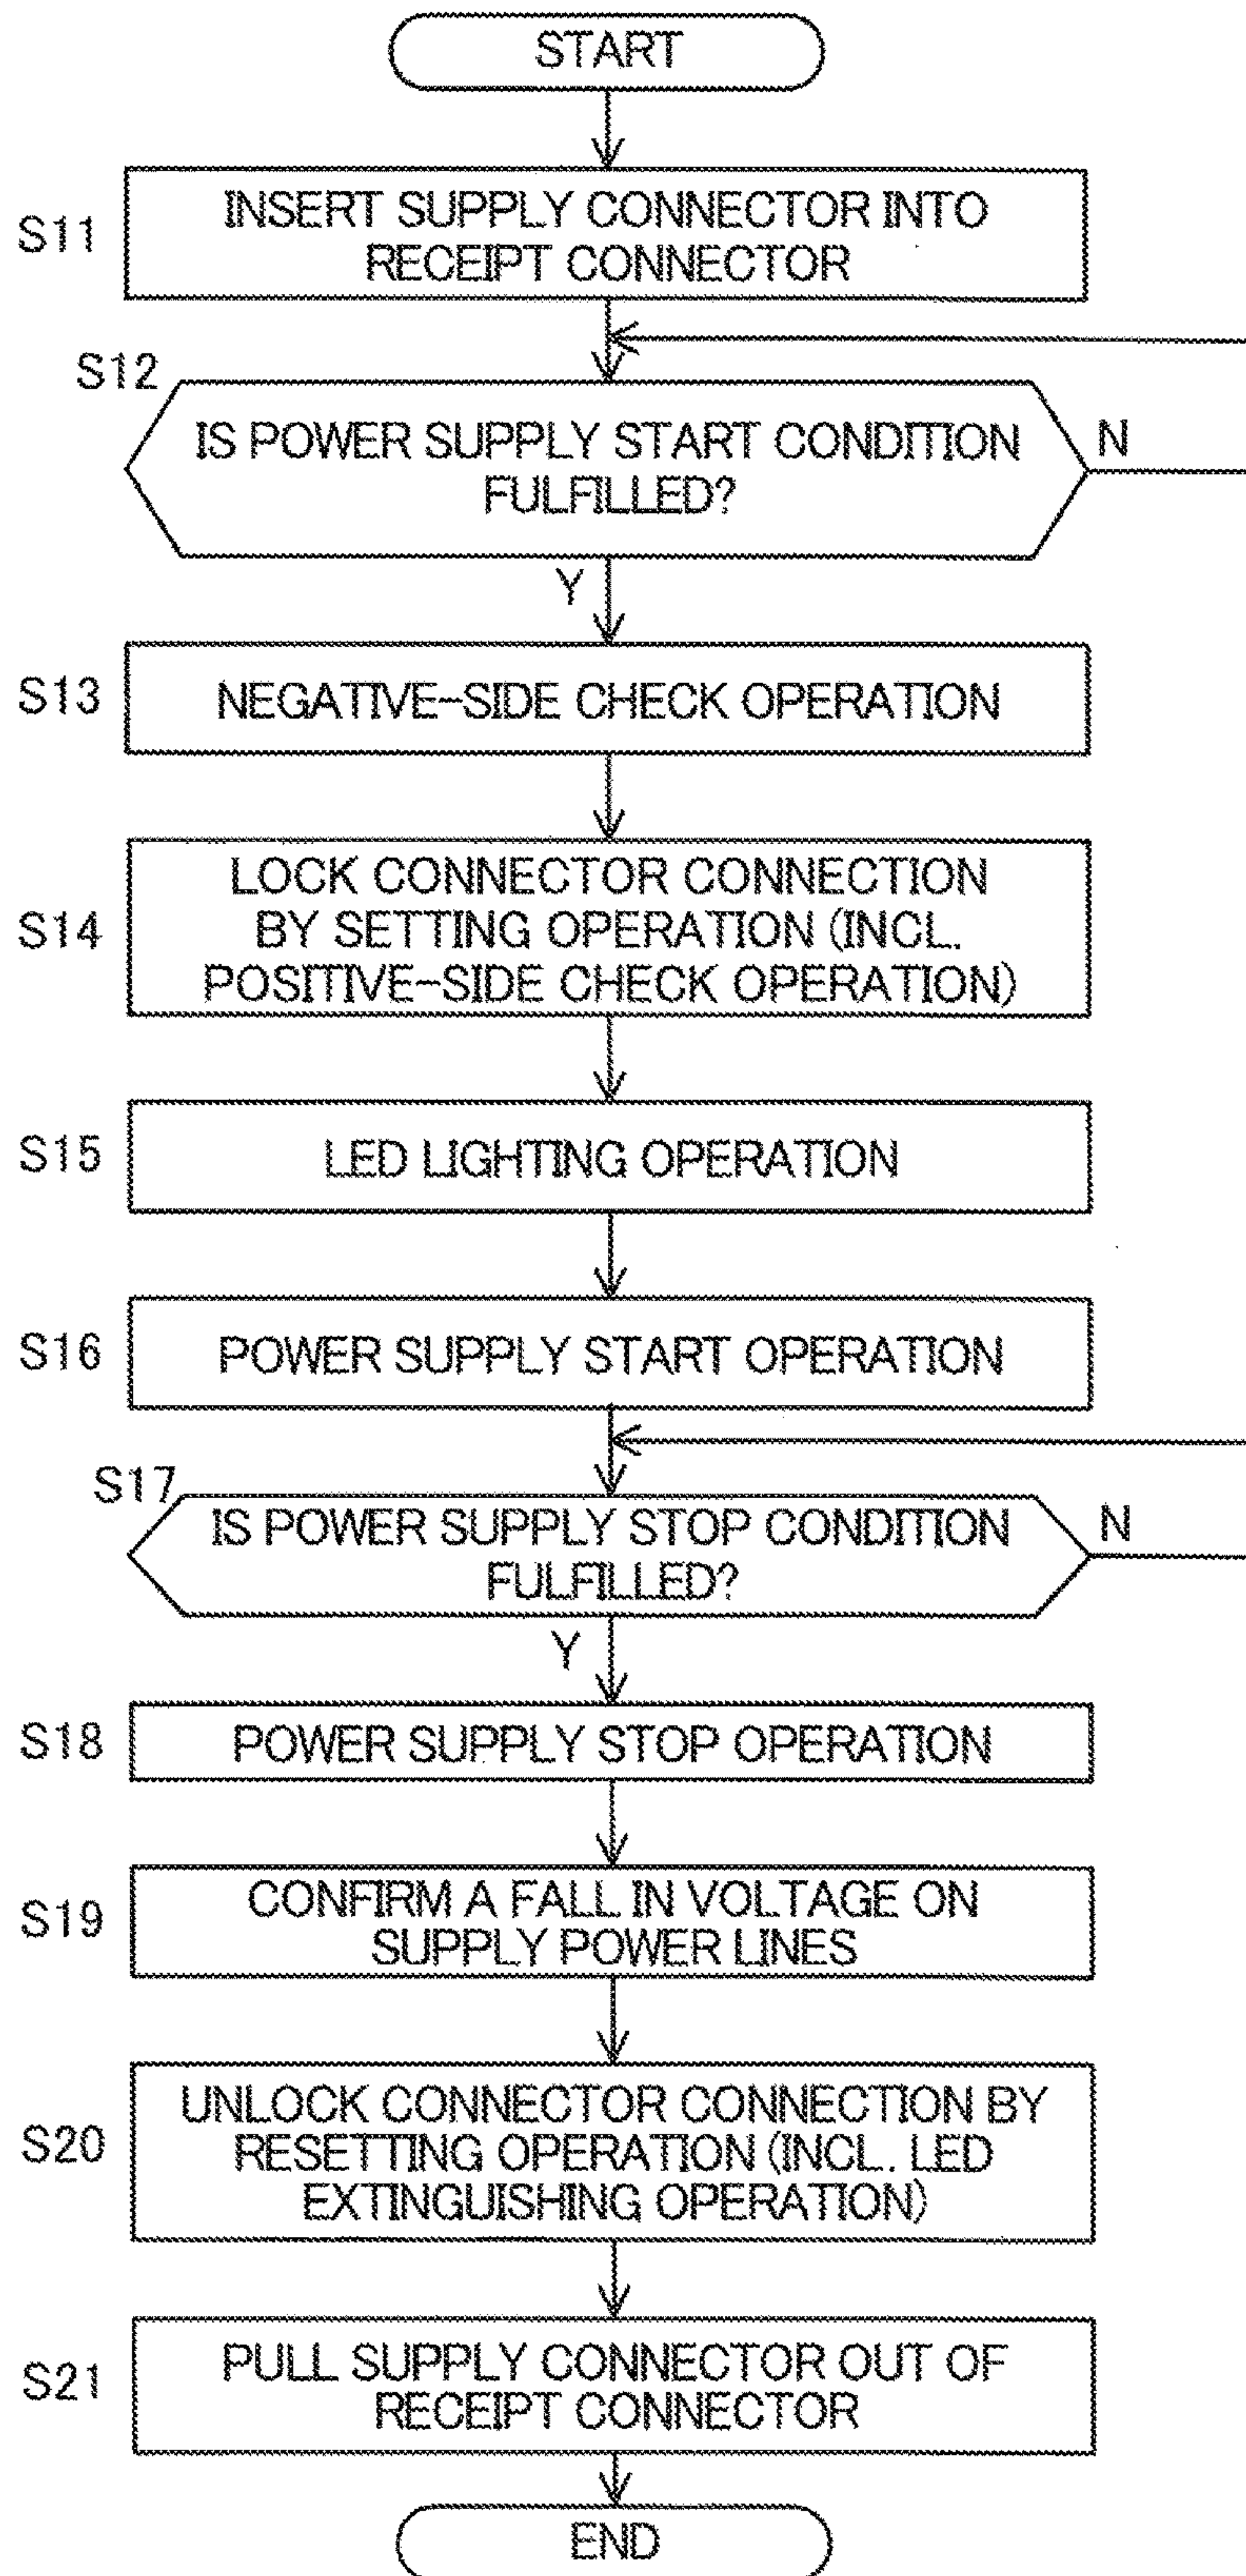 START
S11
INSERT SUPPLY CONNECTOR INTO
RECEIPT CONNECTOR
S12
IS POWER SUPPLY START CONDITION
FULFILLED?
N
Y
S13
NEGATIVE-SIDE CHECK OPERATION
S14
LOCK CONNECTOR CONNECTION
BY SETTING OPERATION (INCL.
POSITIVE-SIDE CHECK OPERATION)
S15
LED LIGHTING OPERATION
S16
POWER SUPPLY START OPERATION
S17
IS POWER SUPPLY STOP CONDITION
FULFILLED?
N
Y
S18
POWER SUPPLY STOP OPERATION
S19
CONFIRM A FALL IN VOLTAGE ON
SUPPLY POWER LINES
S20
UNLOCK CONNECTOR CONNECTION BY
RESETTING OPERATION (INCL. LED
EXTINGUISHING OPERATION)
S21
PULL SUPPLY CONNECTOR OUT OF
RECEIPT CONNECTOR
END